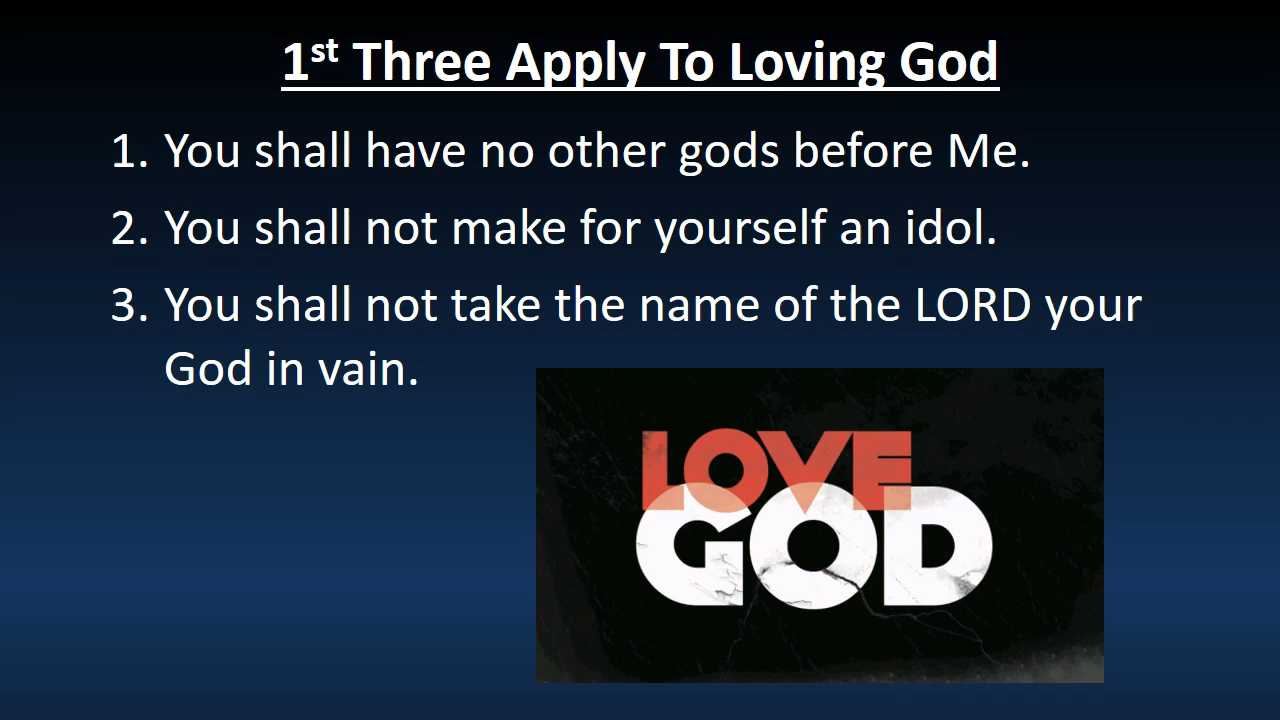 1st Three Apply To Loving God
1. You shall have no other gods before Me.
2. You shall not make for yourself an idol.
3. You shall not take the name of the LORD your
God in vain.
LOVE
GOD